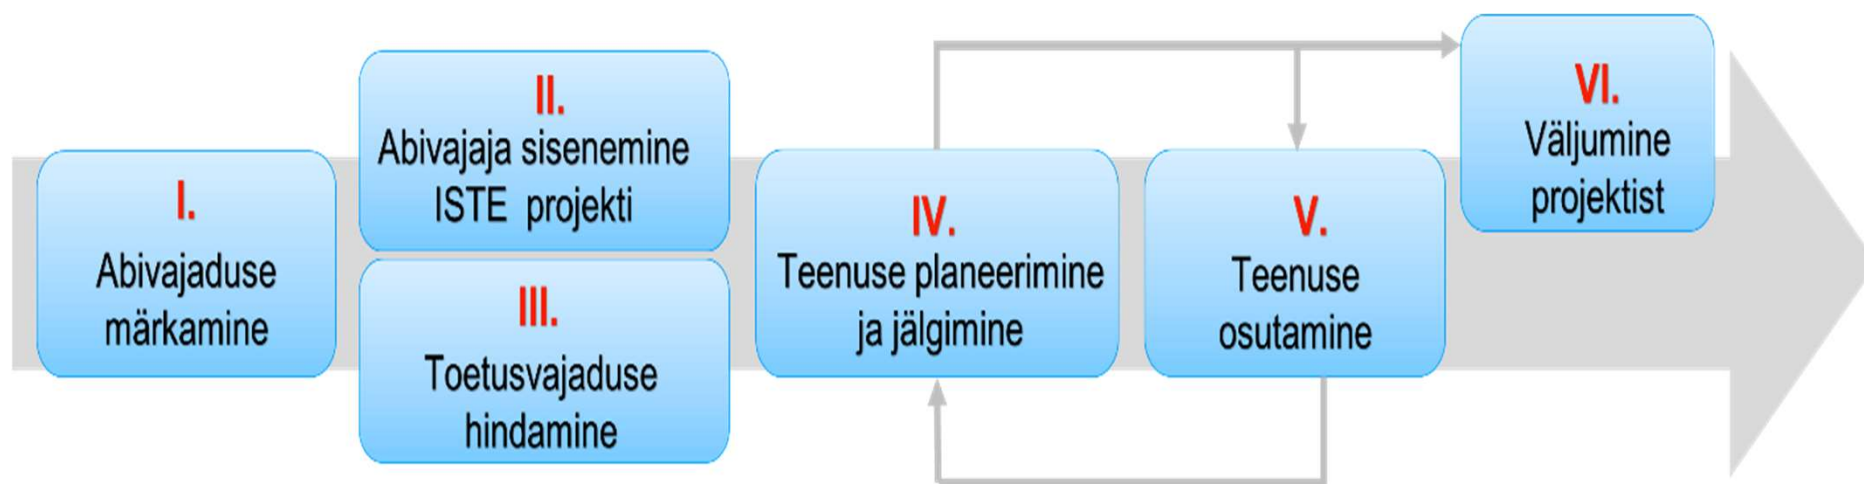 I.
Abivajaduse
märkamine
II.
Abivajaja sisenemine
ISTE projekti
III.
Toetusvajaduse
hindamine
IV.
Teenuse planeerimine
ja jälgimine
V.
Teenuse
osutamine
VI.
Väljumine
projektist